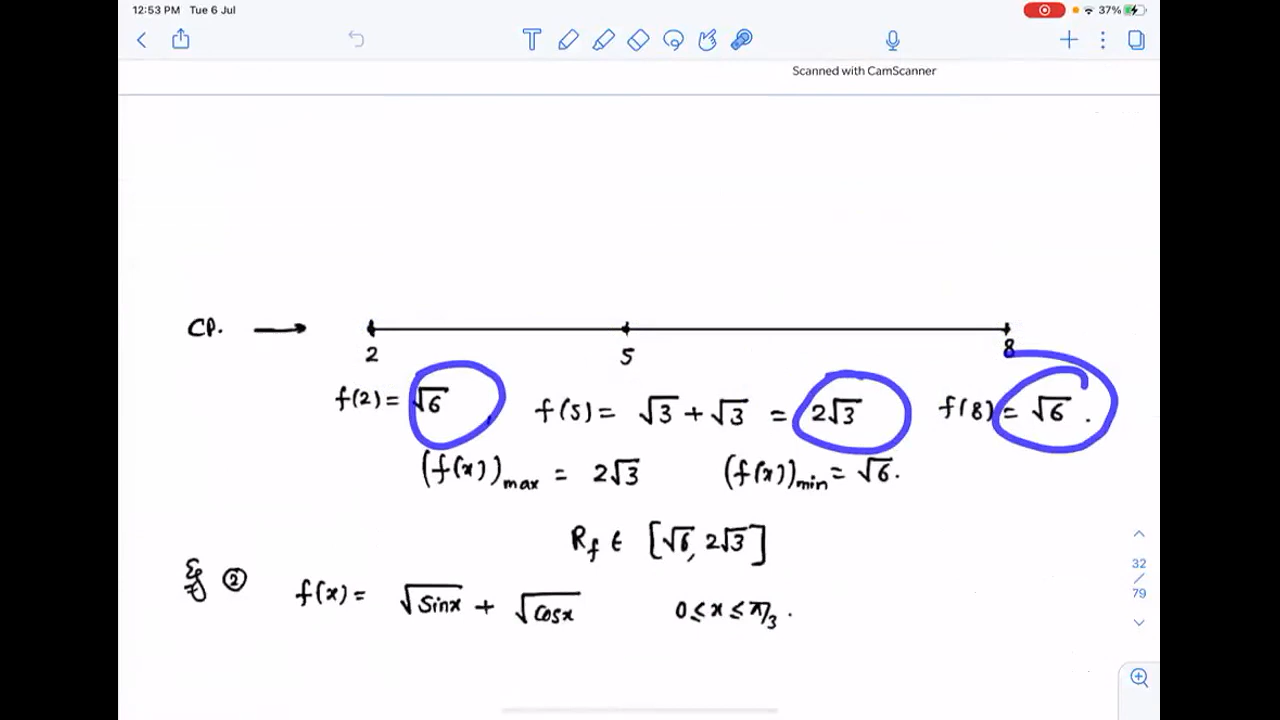 12:53 PM Tue 6 Jul
37%
Scanned with CamScanner
CP. →
2 5 8
f(2) = √6, f(5) = √3 + √3 = 2√3 f(8) = √6.
(f(x))max = 2√3 (f(x))min = √6.
Rf ∈ [√6, 2√3]
Eg ② f(x) = √Sinx + √Cosx 0 ≤ x ≤ π/3.
32
/
79